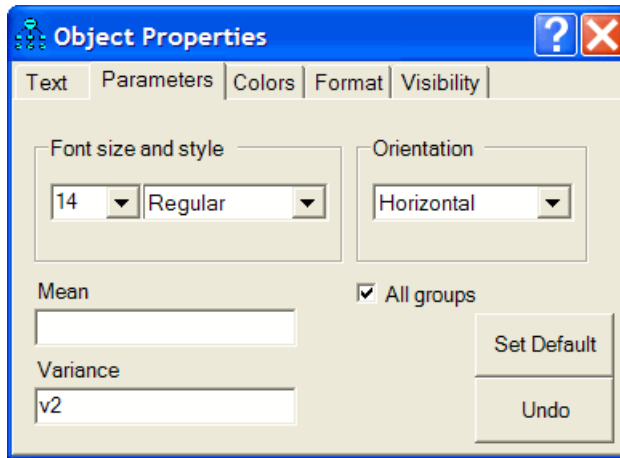 Object Properties
Text Parameters Colors Format Visibility
Font size and style
14 Regular
Orientation
Horizontal
Mean
All groups
Variance
v2
Set Default
Undo